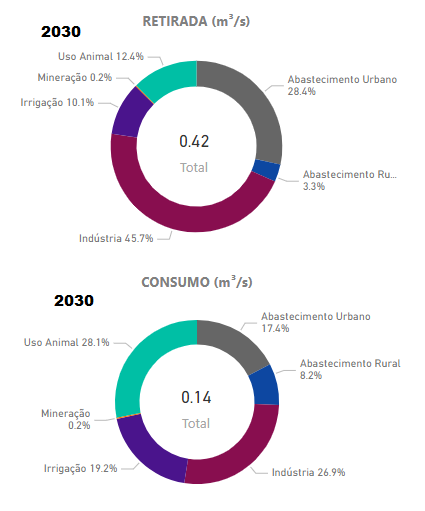 RETIRADA (m³/s)
2030
Uso Animal 12.4%
Mineração 0.2%
Irrigação 10.1%
Abastecimento Urbano
28.4%
0.42
Total
Abastecimento Ru...
3.3%
Indústria 45.7%
CONSUMO (m³/s)
2030
Abastecimento Urbano
17.4%
Uso Animal 28.1%
Abastecimento Rural
8.2%
0.14
Total
Mineração
0.2%
Irrigação 19.2%
Indústria 26.9%